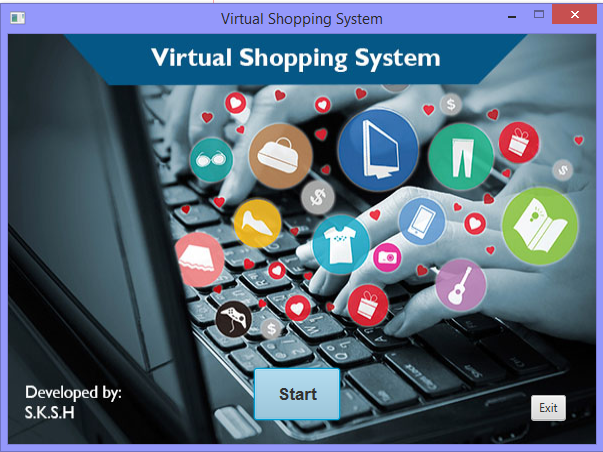 Virtual Shopping System
Virtual Shopping System
$
$
$
$
Developed by:
S.K.S.H
Start
Exit